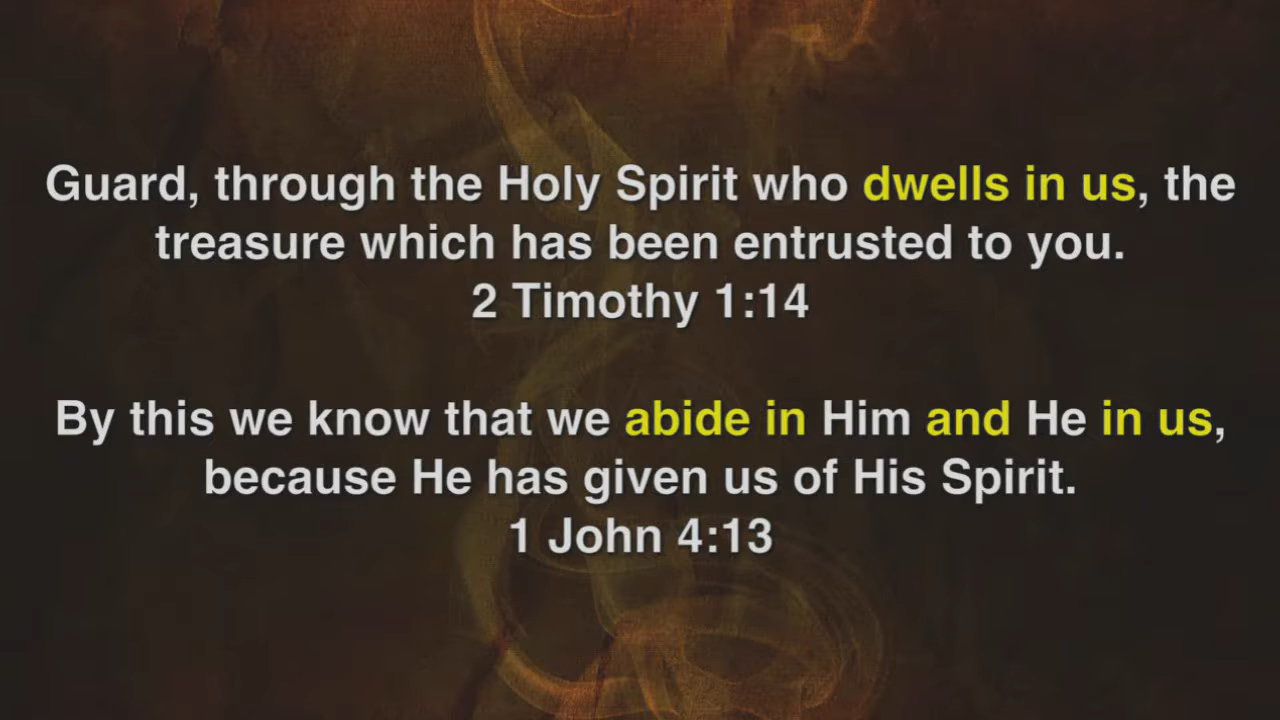 Guard, through the Holy Spirit who dwells in us, the
treasure which has been entrusted to you.
2 Timothy 1:14
By this we know that we abide in Him and He in us,
because He has given us of His Spirit.
1 John 4:13